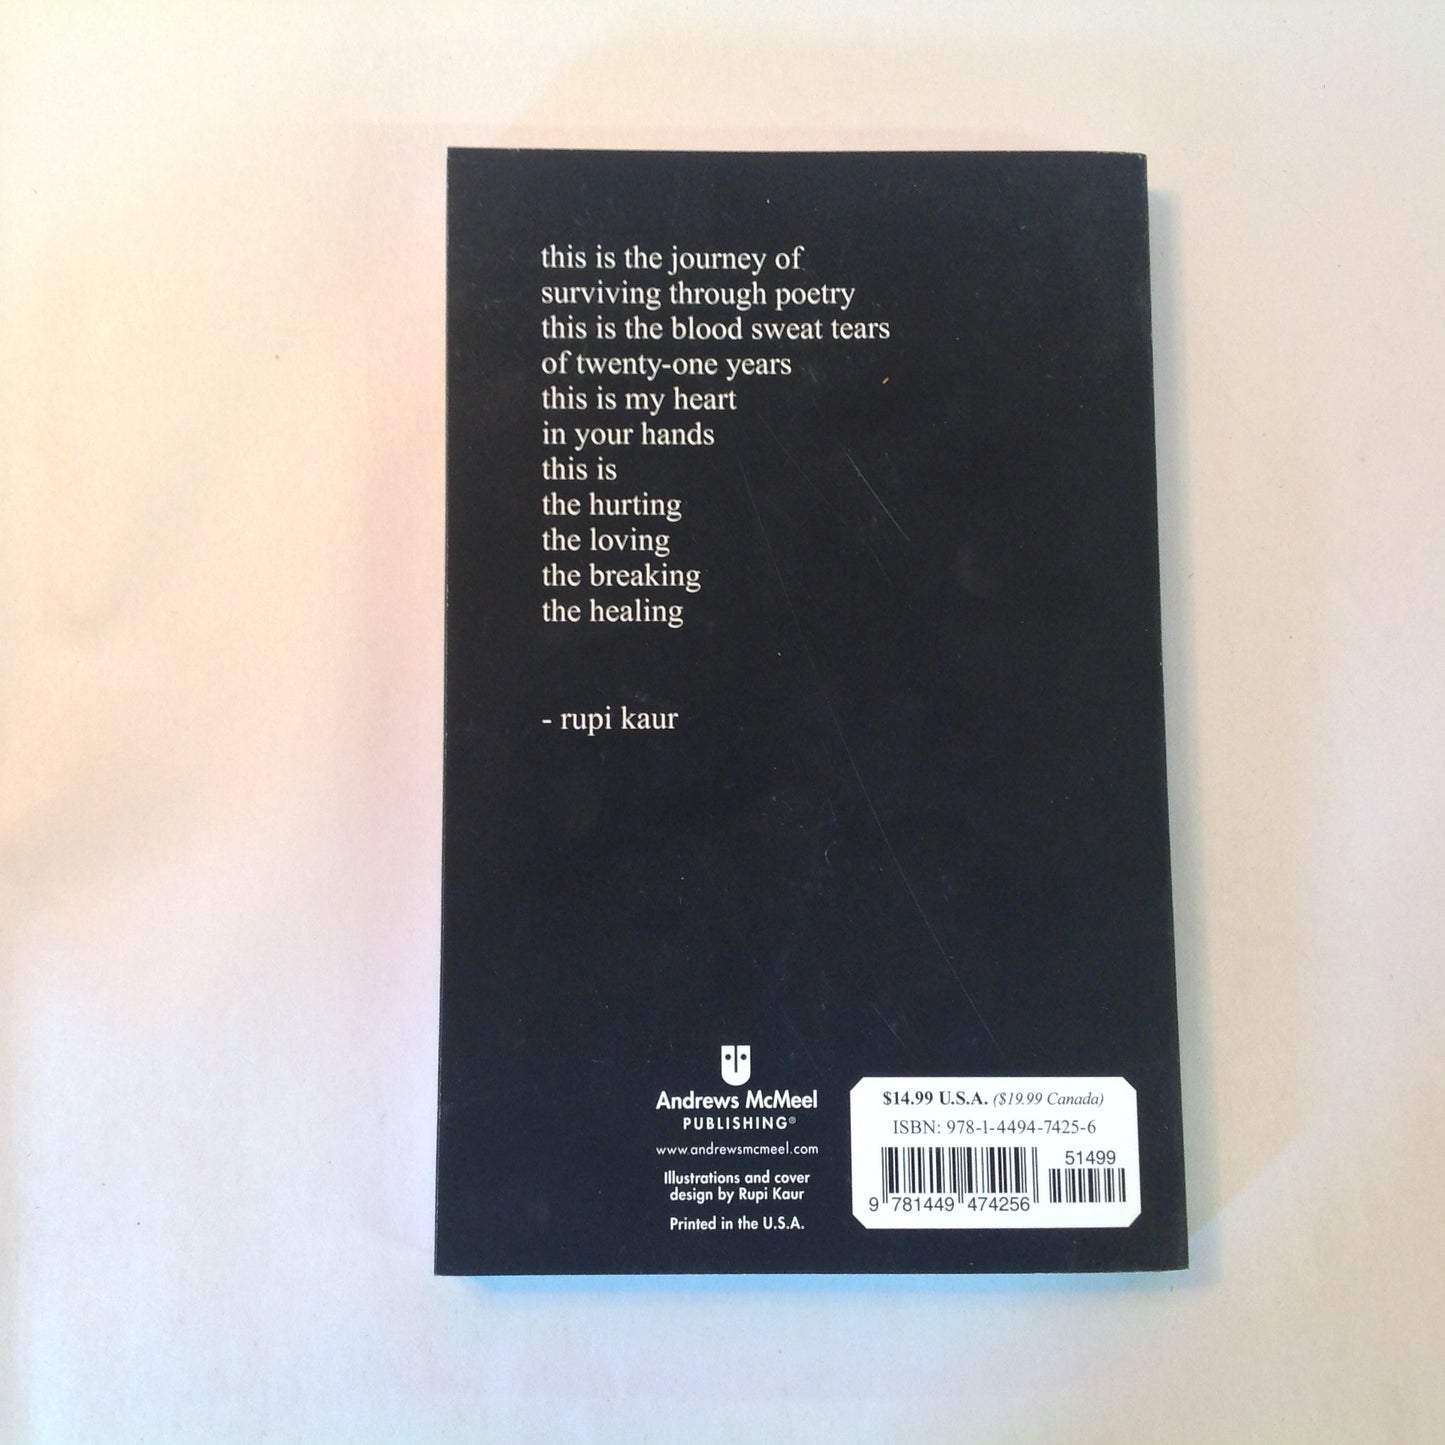 this is the journey of
surviving through poetry
this is the blood sweat tears
of twenty-one years
this is my heart
in your hands
this is
the hurting
the loving
the breaking
the healing
- rupi kaur
Andrews McMeel
PUBLISHING®
www.andrewsmcmeel.com
Illustrations and cover
design by Rupi Kaur
Printed in the U.S.A.
$14.99 U.S.A. ($19.99 Canada)
ISBN: 978-1-4494-7425-6
51499
9 781449 474256